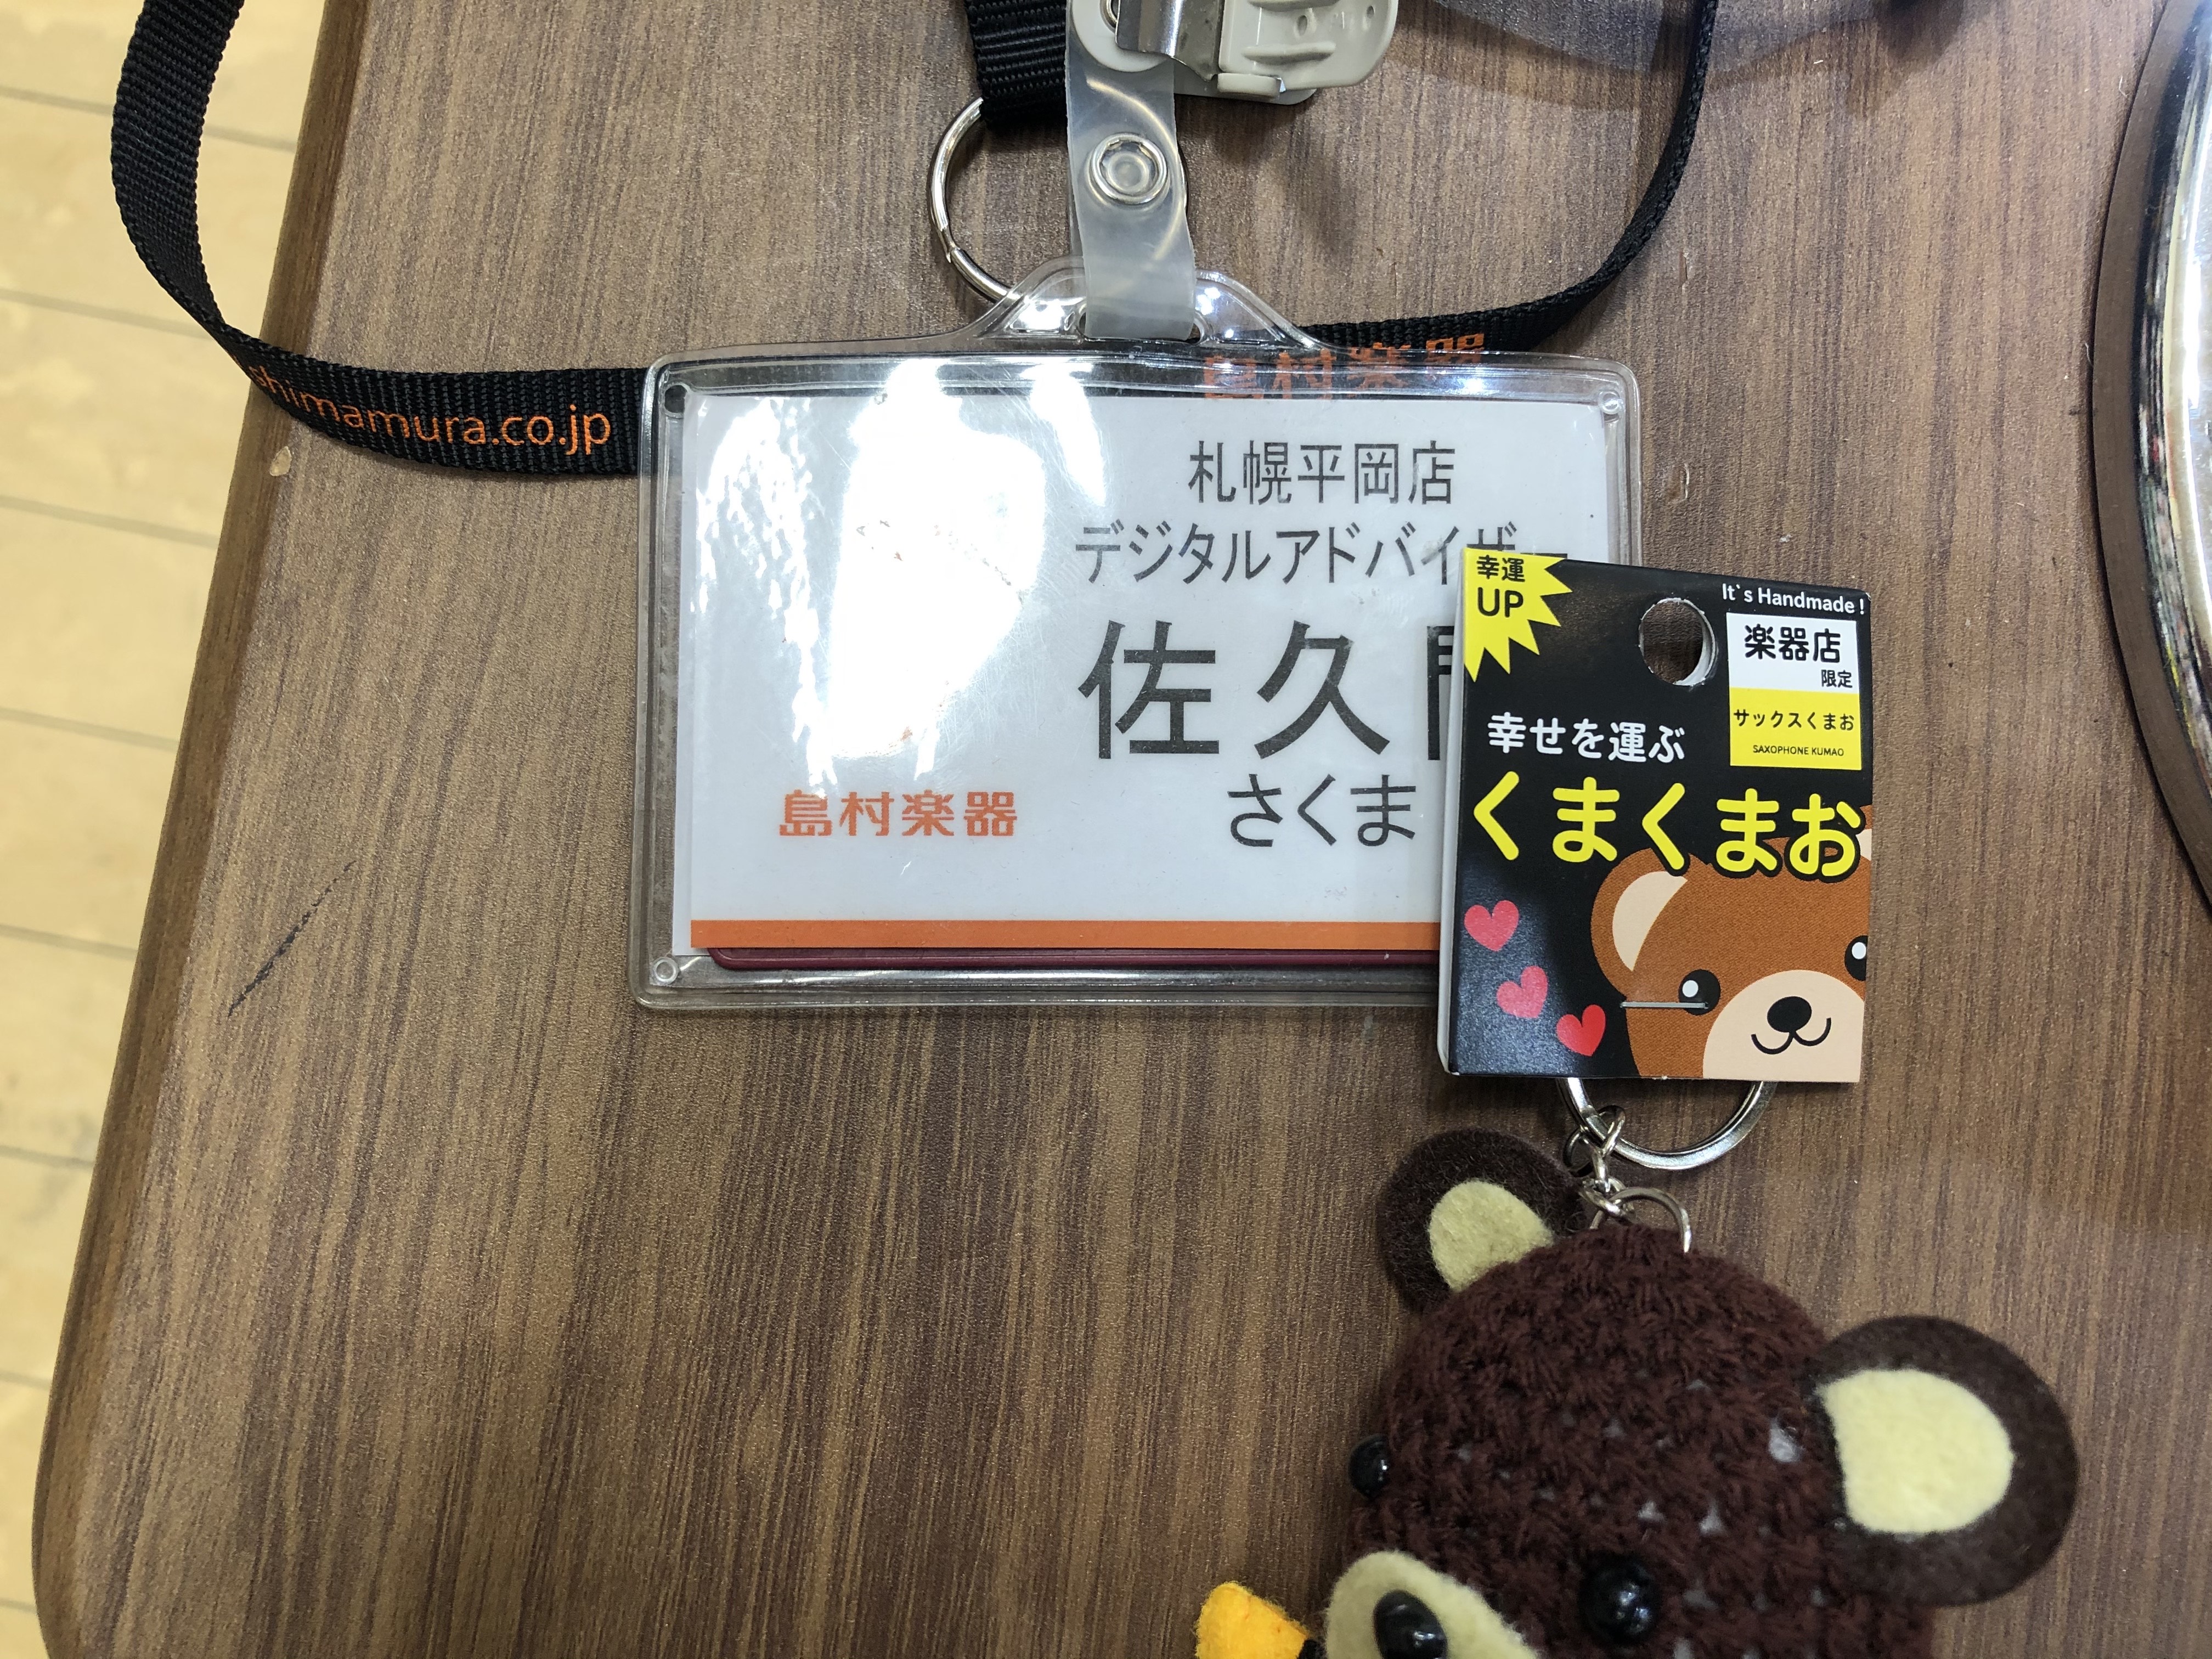 shimamura.co.jp
島村楽器
札幌平岡店
デジタルアドバイザー
佐久
さくま
島村楽器
幸運
UP
It`s Handmade !
楽器店
限定
サックスくまお
SAXOPHONE KUMAO
幸せを運ぶ
くまくまお